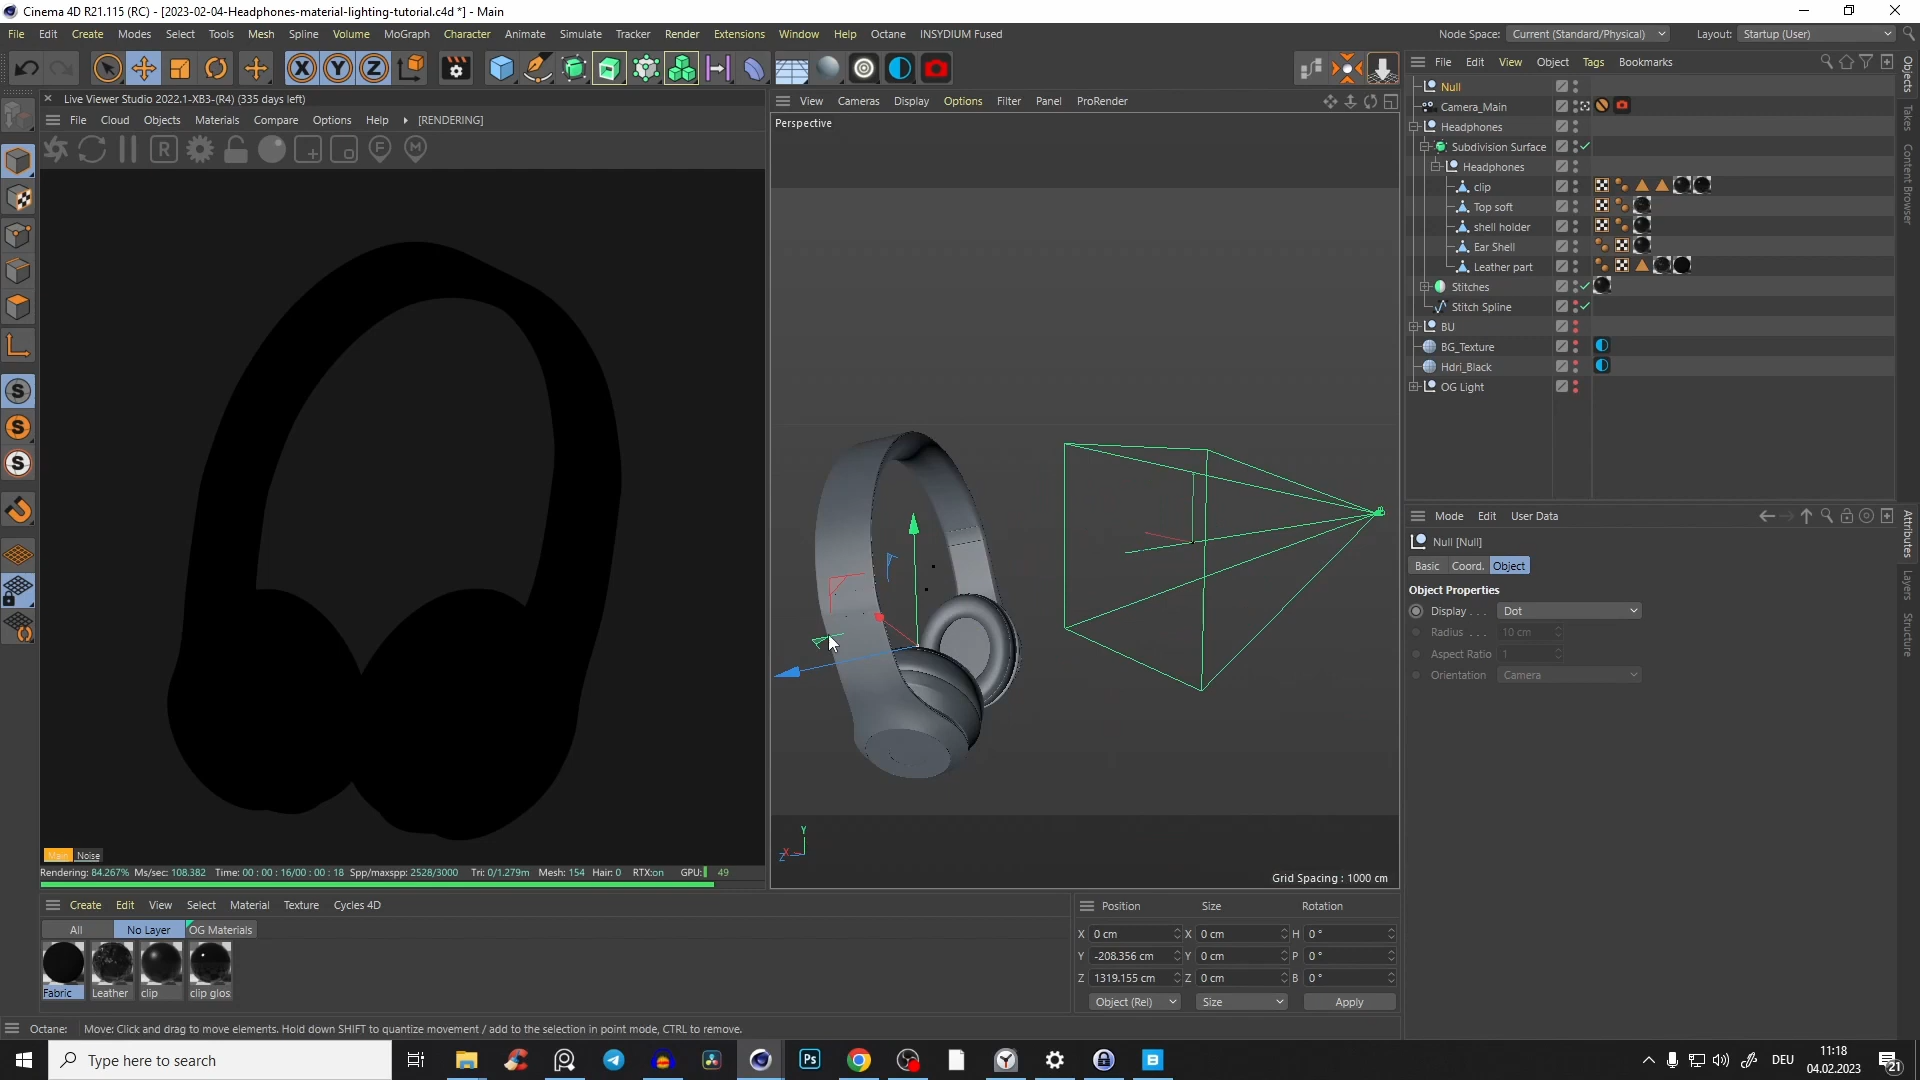 Cinema 4D R21.115 (RC) - [2023-02-04-Headphones-material-lighting-tutorial.c4d *] - Main
File Edit Create Modes Select Tools Mesh Spline Volume MoGraph Character Animate Simulate Tracker Render Extensions Window Help Octane INSYDIUM Fused
Node Space: Current (Standard/Physical) Layout: Startup (User)
X Y Z
File Edit View Object Tags Bookmarks
Live Viewer Studio 2022.1-XB3-(R4) (335 days left)
File Cloud Objects Materials Compare Options Help [RENDERING]
R F M
View Cameras Display Options Filter Panel ProRender
Perspective
Null
Camera_Main
Headphones
Subdivision Surface
Headphones
clip
Top soft
shell holder
Ear Shell
Leather part
Stitches
Stitch Spline
BU
BG_Texture
Hdri_Black
OG Light
Objects
Takes
Content Browser
Mode Edit User Data
Null [Null]
Basic Coord. Object
Object Properties
Display . . . Dot
Radius . . . 10 cm
Aspect Ratio 1
Orientation Camera
Attributes
Layers
Structure
S
S
S
Y
X
Z
Grid Spacing : 1000 cm
Main Noise
Rendering: 84.267% Ms/sec: 108.382 Time: 00 : 00 : 16/00 : 00 : 18 Spp/maxspp: 2528/3000 Tri: 0/1.279m Mesh: 154 Hair: 0 RTX:on GPU: 49
Create Edit View Select Material Texture Cycles 4D
All No Layer OG Materials
Fabric Leather clip clip glos
Position Size Rotation
X 0 cm X 0 cm H 0 °
Y -208.356 cm Y 0 cm P 0 °
Z 1319.155 cm Z 0 cm B 0 °
Object (Rel) Size Apply
Octane: Move: Click and drag to move elements. Hold down SHIFT to quantize movement / add to the selection in point mode, CTRL to remove.
Type here to search
Ps
B
DEU
11:18
04.02.2023
21